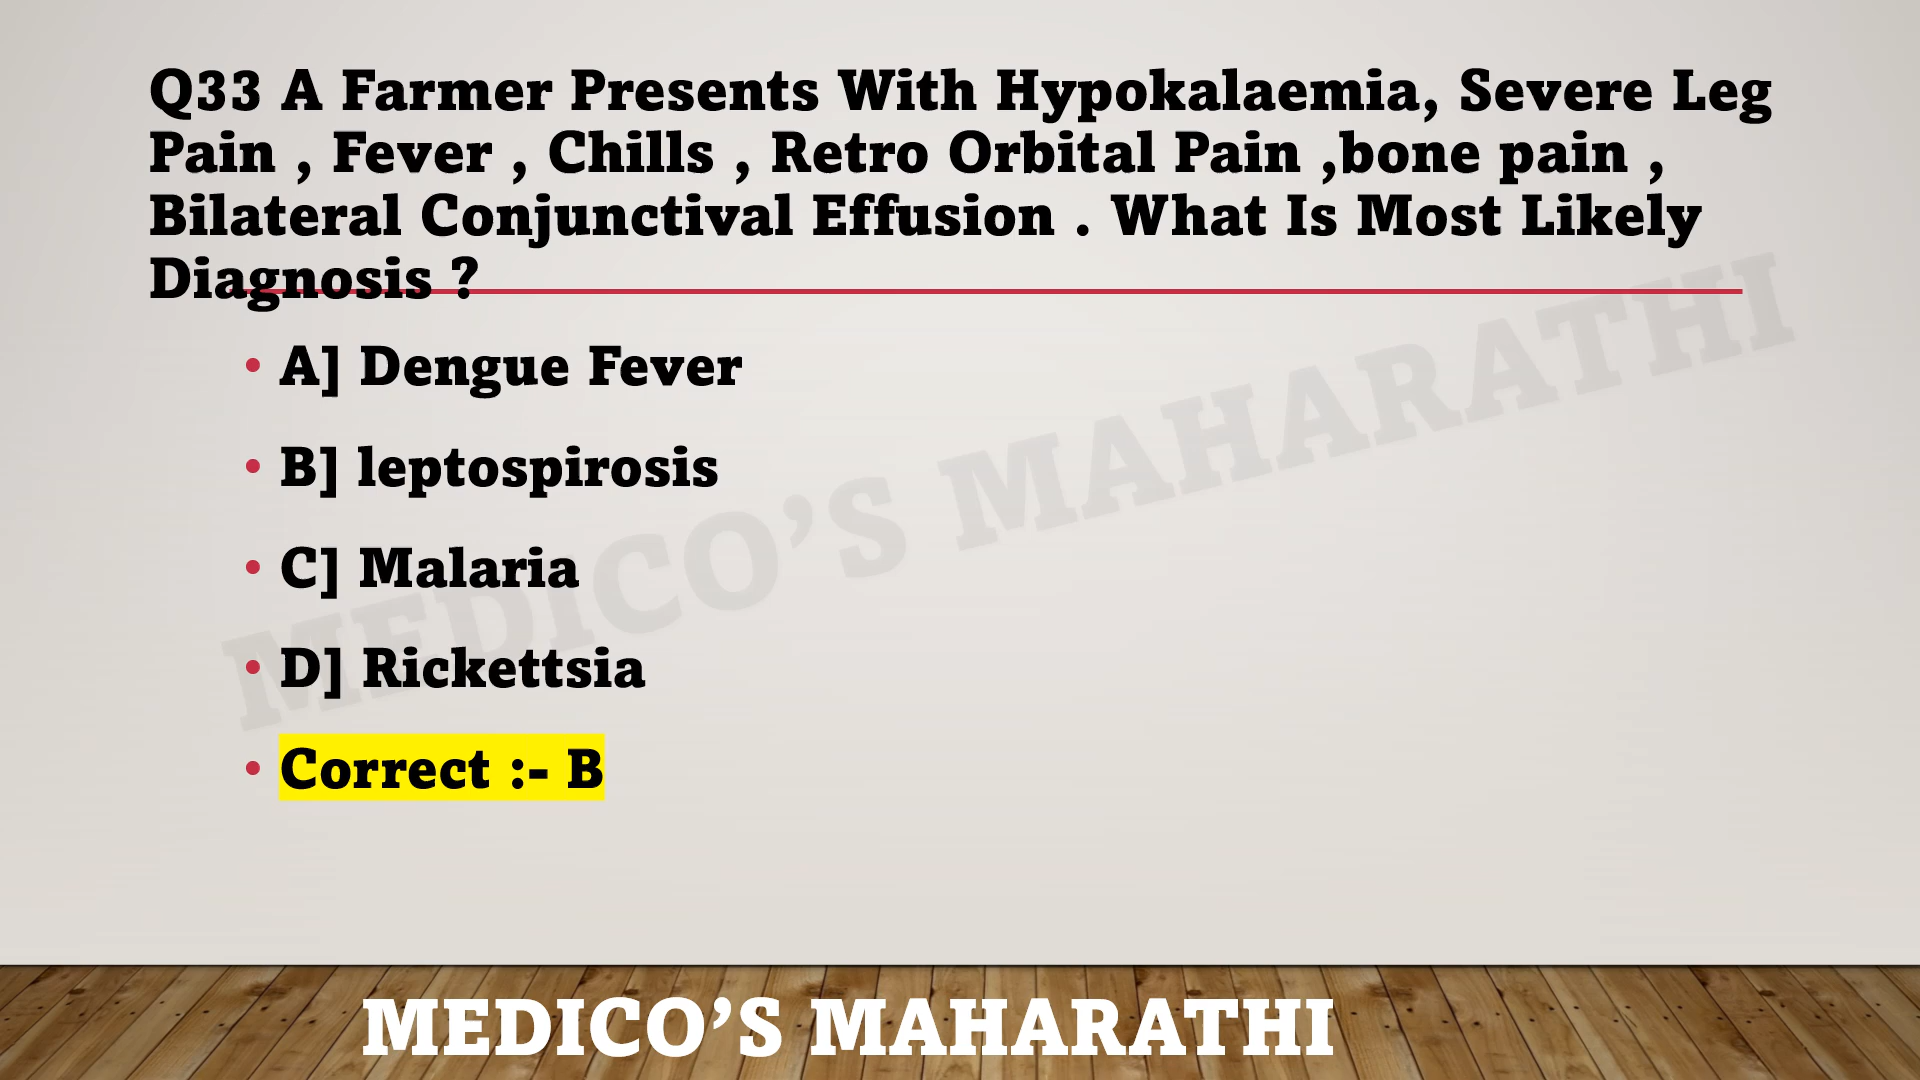 Q33 A Farmer Presents With Hypokalaemia, Severe Leg
Pain , Fever , Chills , Retro Orbital Pain ,bone pain ,
Bilateral Conjunctival Effusion . What Is Most Likely
Diagnosis ?
• A] Dengue Fever
• B] leptospirosis
• C] Malaria
• D] Rickettsia
• Correct :- B
MEDICO’S MAHARATHI
MEDICO’S MAHARATHI